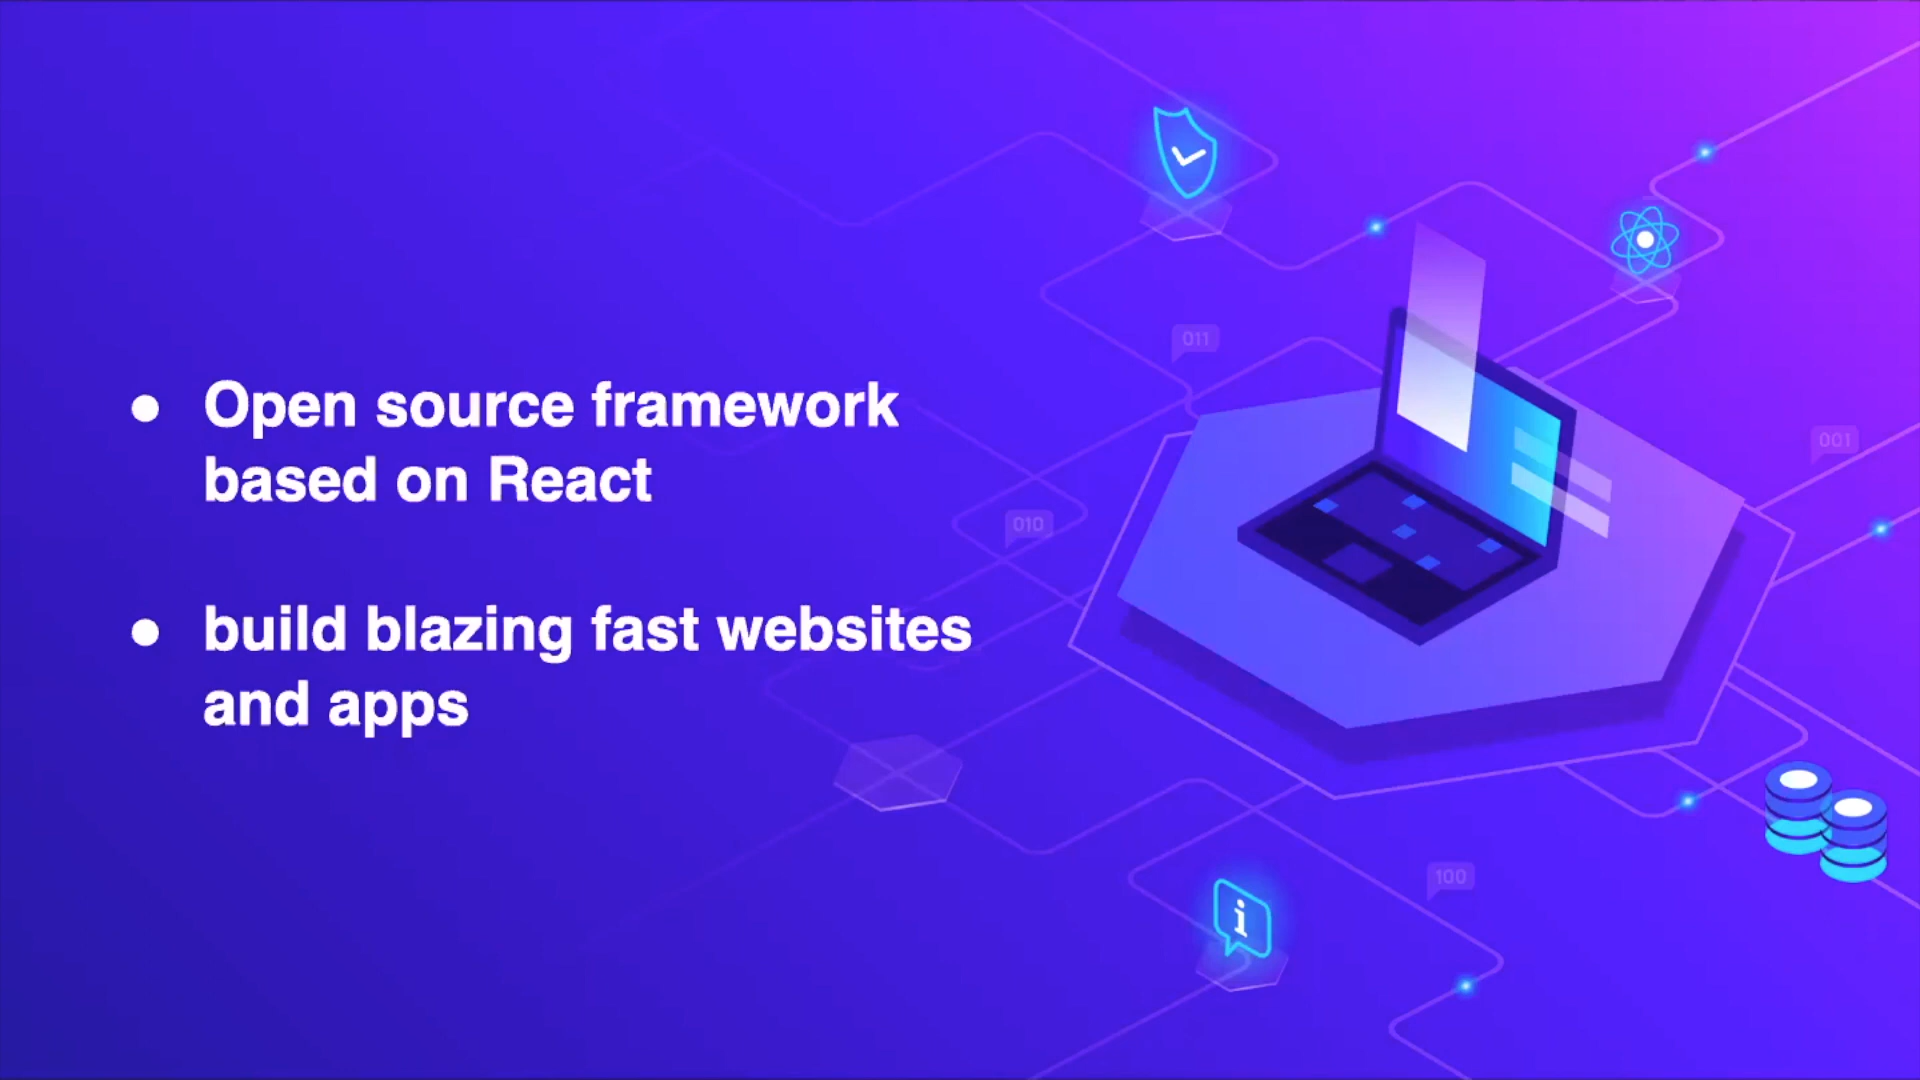 ● Open source framework
based on React
● build blazing fast websites
and apps
011
001
010
100
i